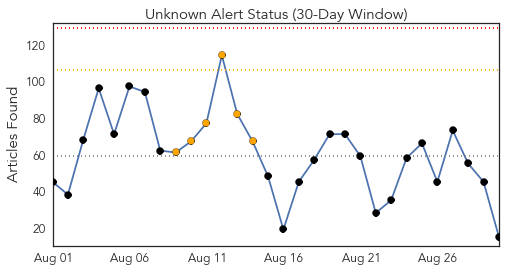 Unknown Alert Status (30-Day Window)
120
100
80
60
40
20
Articles Found
Aug 01
Aug 06
Aug 11
Aug 16
Aug 21
Aug 26